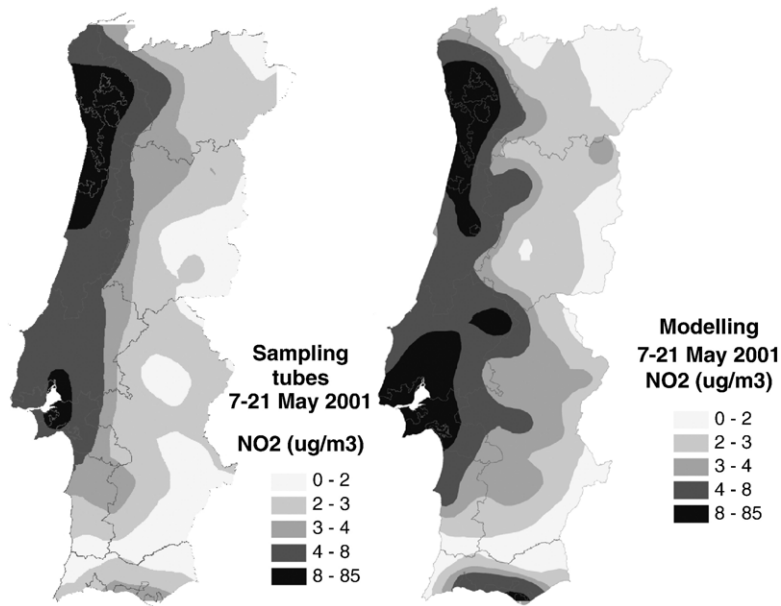 Sampling
tubes
7-21 May 2001
NO2 (ug/m3)
0 - 2
2 - 3
3 - 4
4 - 8
8 - 85
Modelling
7-21 May 2001
NO2 (ug/m3)
0 - 2
2 - 3
3 - 4
4 - 8
8 - 85